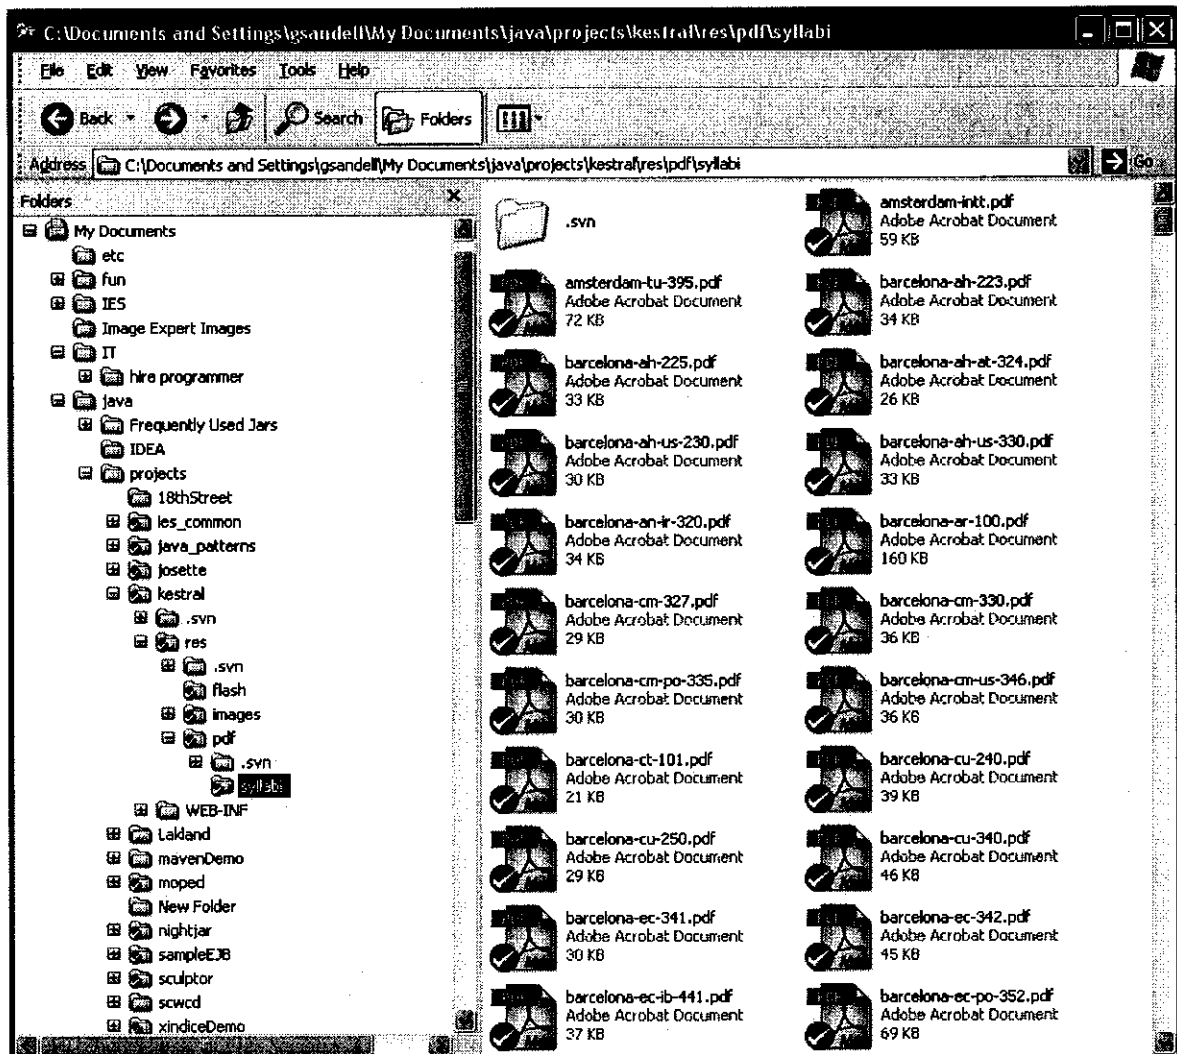 C:\Documents and Settings\gsandell\My Documents\java\projects\kestral\res\pdf\syllabi
File Edit View Favorites Tools Help
Back Search Folders
Address C:\Documents and Settings\gsandell\My Documents\java\projects\kestral\res\pdf\syllabi Go
Folders
My Documents
etc
fun
IES
Image Expert Images
IT
hire programmer
java
Frequently Used Jars
IDEA
projects
18thStreet
ies_common
java_patterns
josette
kestral
.svn
res
.svn
flash
images
pdf
.svn
syllabi
WEB-INF
Lakland
mavenDemo
moped
New Folder
nightjar
sampleEJB
sculptor
scwcd
xindiceDemo
.svn
amsterdam-intt.pdf
Adobe Acrobat Document
59 KB
amsterdam-tu-395.pdf
Adobe Acrobat Document
72 KB
barcelona-ah-223.pdf
Adobe Acrobat Document
34 KB
barcelona-ah-225.pdf
Adobe Acrobat Document
33 KB
barcelona-ah-at-324.pdf
Adobe Acrobat Document
26 KB
barcelona-ah-us-230.pdf
Adobe Acrobat Document
30 KB
barcelona-ah-us-330.pdf
Adobe Acrobat Document
33 KB
barcelona-an-ir-320.pdf
Adobe Acrobat Document
34 KB
barcelona-ar-100.pdf
Adobe Acrobat Document
160 KB
barcelona-cm-327.pdf
Adobe Acrobat Document
29 KB
barcelona-cm-330.pdf
Adobe Acrobat Document
36 KB
barcelona-cm-po-335.pdf
Adobe Acrobat Document
30 KB
barcelona-cm-us-346.pdf
Adobe Acrobat Document
36 KB
barcelona-ct-101.pdf
Adobe Acrobat Document
21 KB
barcelona-cu-240.pdf
Adobe Acrobat Document
39 KB
barcelona-cu-250.pdf
Adobe Acrobat Document
29 KB
barcelona-cu-340.pdf
Adobe Acrobat Document
46 KB
barcelona-ec-341.pdf
Adobe Acrobat Document
30 KB
barcelona-ec-342.pdf
Adobe Acrobat Document
45 KB
barcelona-ec-ib-441.pdf
Adobe Acrobat Document
37 KB
barcelona-ec-po-352.pdf
Adobe Acrobat Document
69 KB